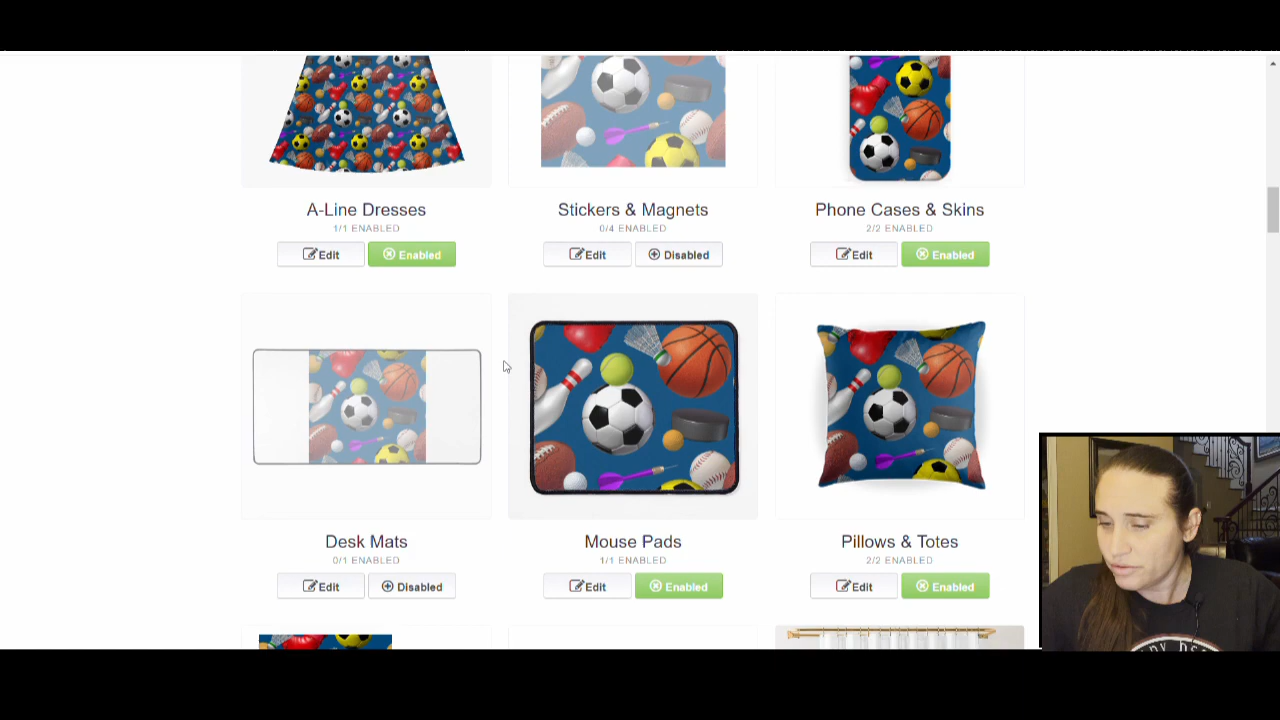 A-Line Dresses
1/1 ENABLED
Edit
Enabled
Stickers & Magnets
0/4 ENABLED
Edit
Disabled
Phone Cases & Skins
2/2 ENABLED
Edit
Enabled
Desk Mats
0/1 ENABLED
Edit
Disabled
Mouse Pads
1/1 ENABLED
Edit
Enabled
Pillows & Totes
2/2 ENABLED
Edit
Enabled